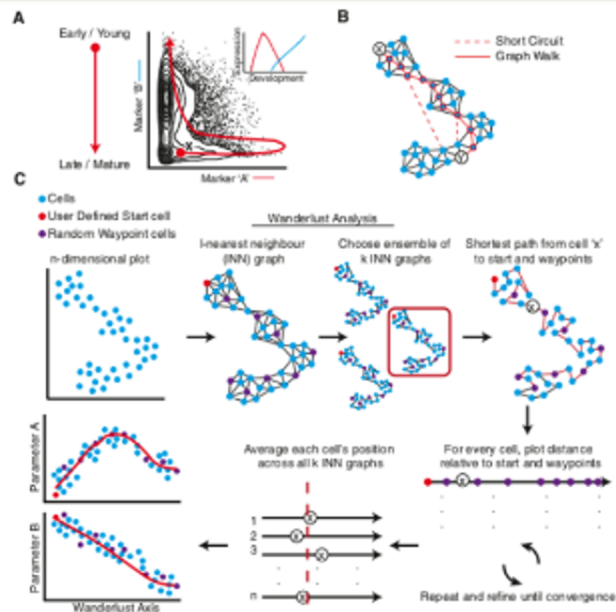 A
Early / Young
Late / Mature
Marker 'B'
Expression
Development
X
Marker 'A'
B
X
Y
Short Circuit
Graph Walk
C
Cells
User Defined Start cell
Random Waypoint cells
Wanderlust Analysis
n-dimensional plot
l-nearest neighbour
(lNN) graph
Choose ensemble of
k lNN graphs
Shortest path from cell 'x'
to start and waypoints
X
Parameter A
Average each cell's position
across all k lNN graphs
For every cell, plot distance
relative to start and waypoints
X
1
X
2
X
3
X
n
X
Parameter B
Wanderlust Axis
Repeat and refine until convergence